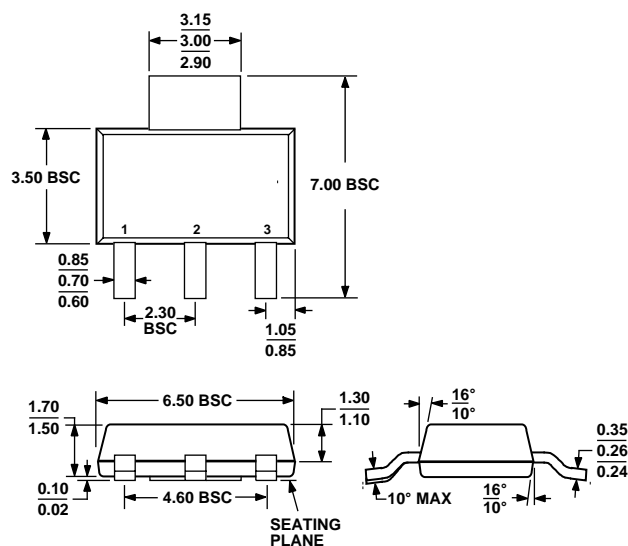 3.15
3.00
2.90
3.50 BSC
7.00 BSC
1 2 3
0.85
0.70
0.60
2.30
BSC
1.05
0.85
1.70
1.50
6.50 BSC
1.30
1.10
16°
10°
0.35
0.26
0.24
0.10
0.02
4.60 BSC
10° MAX
16°
10°
SEATING
PLANE